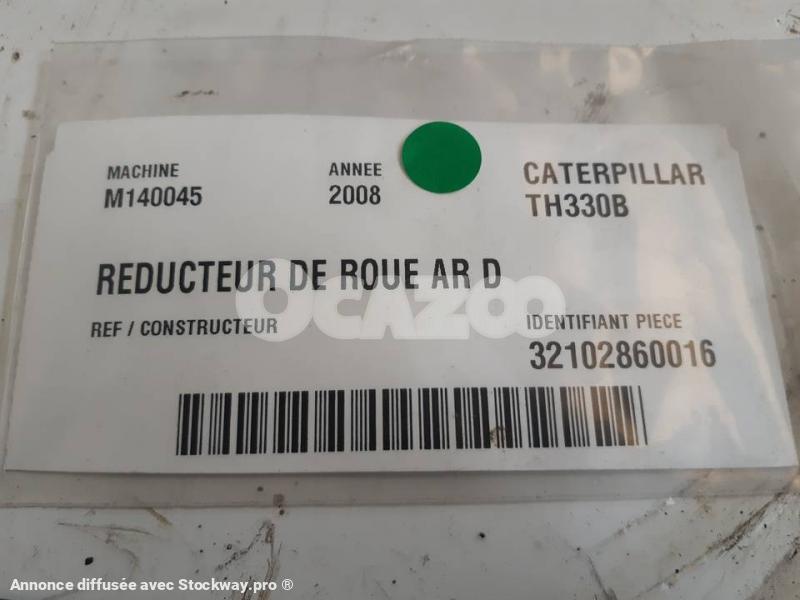 MACHINE
M140045
ANNEE
2008
CATERPILLAR
TH330B
REDUCTEUR DE ROUE AR D
OCAZOO
REF / CONSTRUCTEUR
IDENTIFIANT PIECE
32102860016
Annonce diffusée avec Stockway.pro ®